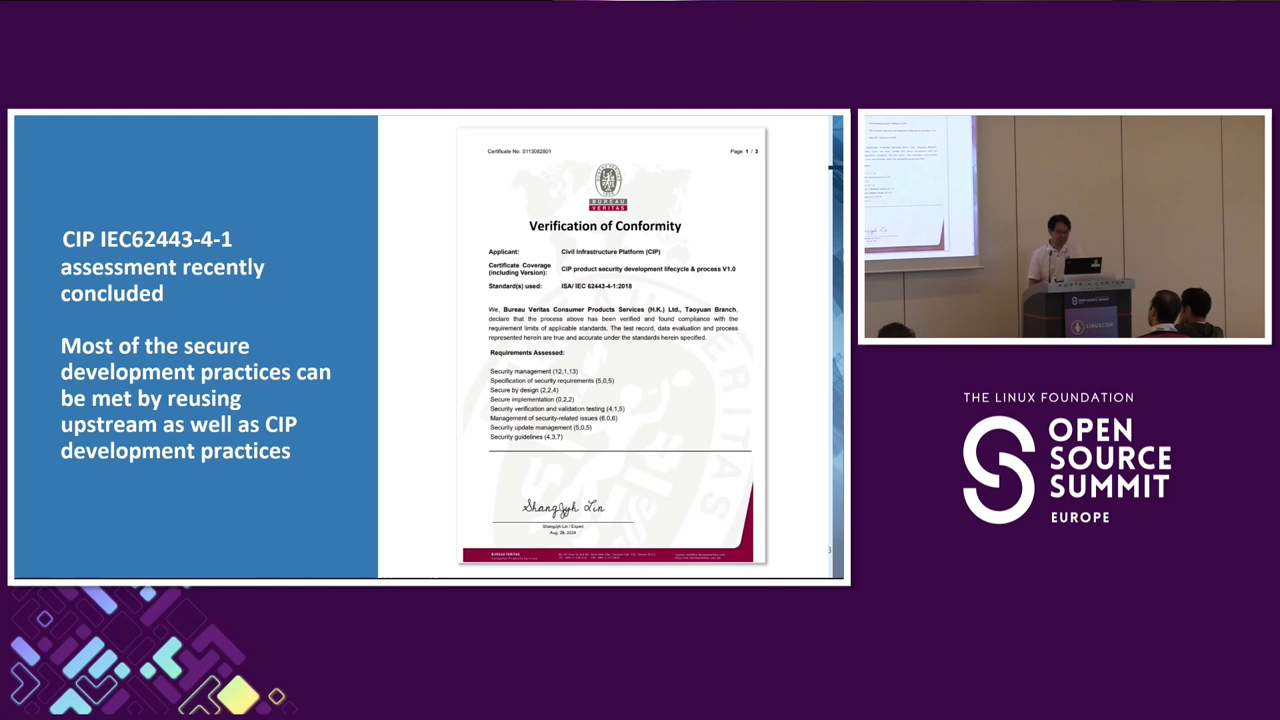 CIP IEC62443-4-1
assessment recently
concluded
Most of the secure
development practices can
be met by reusing
upstream as well as CIP
development practices
Certificate No. S113082801
Page 1 / 3
BUREAU
VERITAS
Verification of Conformity
Applicant: Civil Infrastructure Platform (CIP)
Certificate Coverage
(including Version): CIP product security development lifecycle & process V1.0
Standard(s) used: ISA/ IEC 62443-4-1:2018
We, Bureau Veritas Consumer Products Services (H.K.) Ltd., Taoyuan Branch,
declare that the process above has been verified and found compliance with the
requirement limits of applicable standards. The test record, data evaluation and process
represented herein are true and accurate under the standards herein specified.
Requirements Assessed:
Security management (12,1,13)
Specification of security requirements (5,0,5)
Secure by design (2,2,4)
Secure implementation (0,2,2)
Security verification and validation testing (4,1,5)
Management of security-related issues (6,0,6)
Security update management (5,0,5)
Security guidelines (4,3,7)
ShangJyh Lin
ShangJyh Lin / Expert
Aug. 28, 2024
BUREAU VERITAS
Consumer Products Services
AUSTRIA CENTER
LINUXCON
THE LINUX FOUNDATION
OPEN
SOURCE
SUMMIT
EUROPE